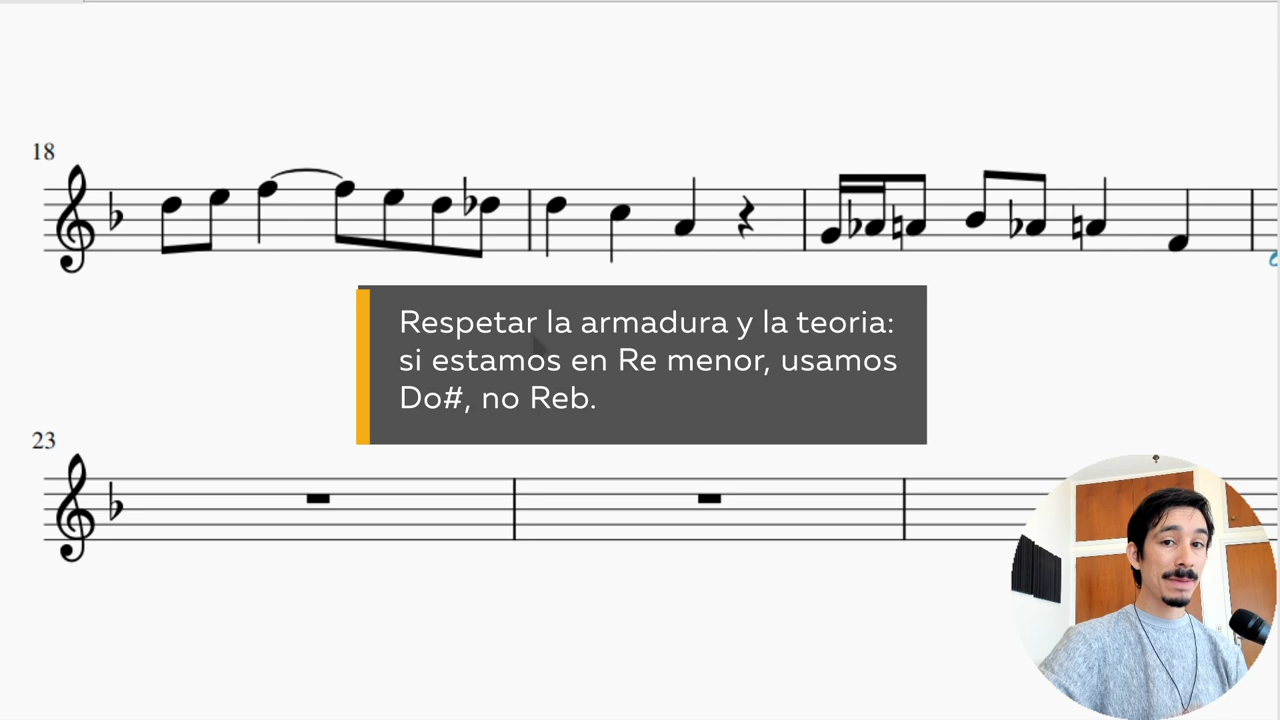 18
Respetar la armadura y la teoria:
si estamos en Re menor, usamos
Do#, no Reb.
23